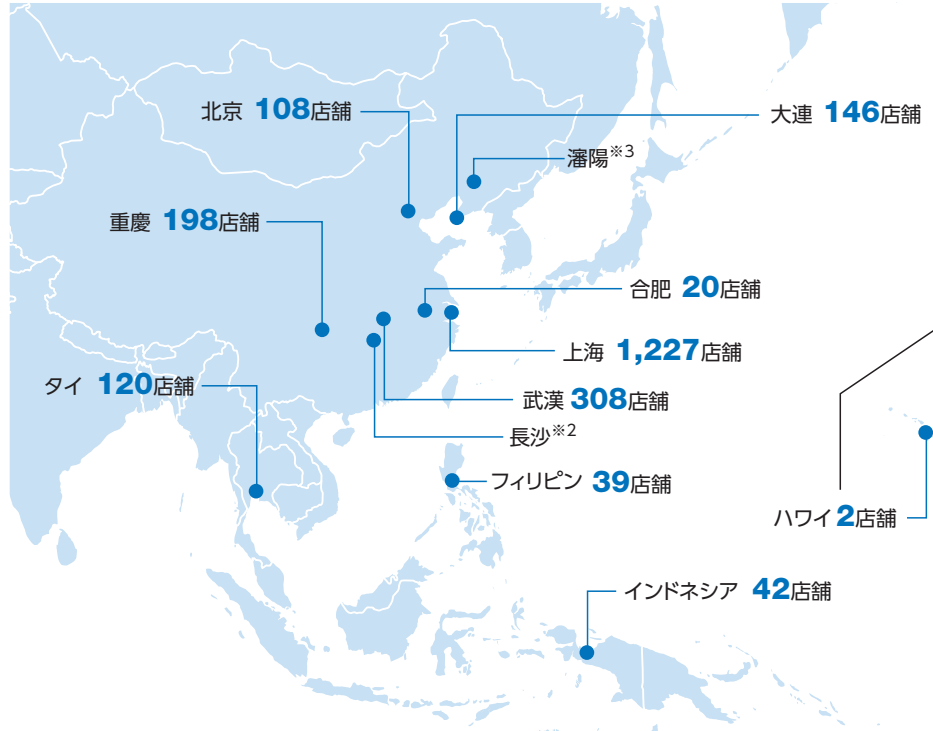 北京 108店舗
大連 146店舗
瀋陽※3
重慶 198店舗
合肥 20店舗
上海 1,227店舗
タイ 120店舗
武漢 308店舗
長沙※2
フィリピン 39店舗
ハワイ 2店舗
インドネシア 42店舗